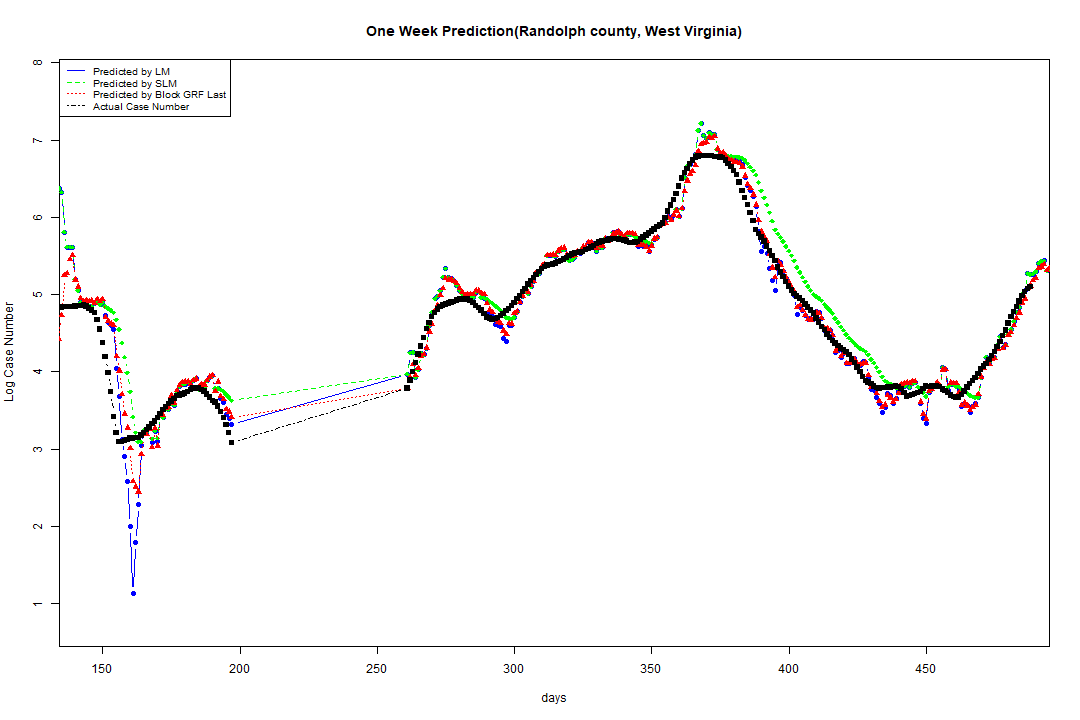 One Week Prediction(Randolph county, West Virginia)
Predicted by LM
Predicted by SLM
Predicted by Block GRF Last
Actual Case Number
8
7
6
5
4
3
2
1
Log Case Number
150 200 250 300 350 400 450
days